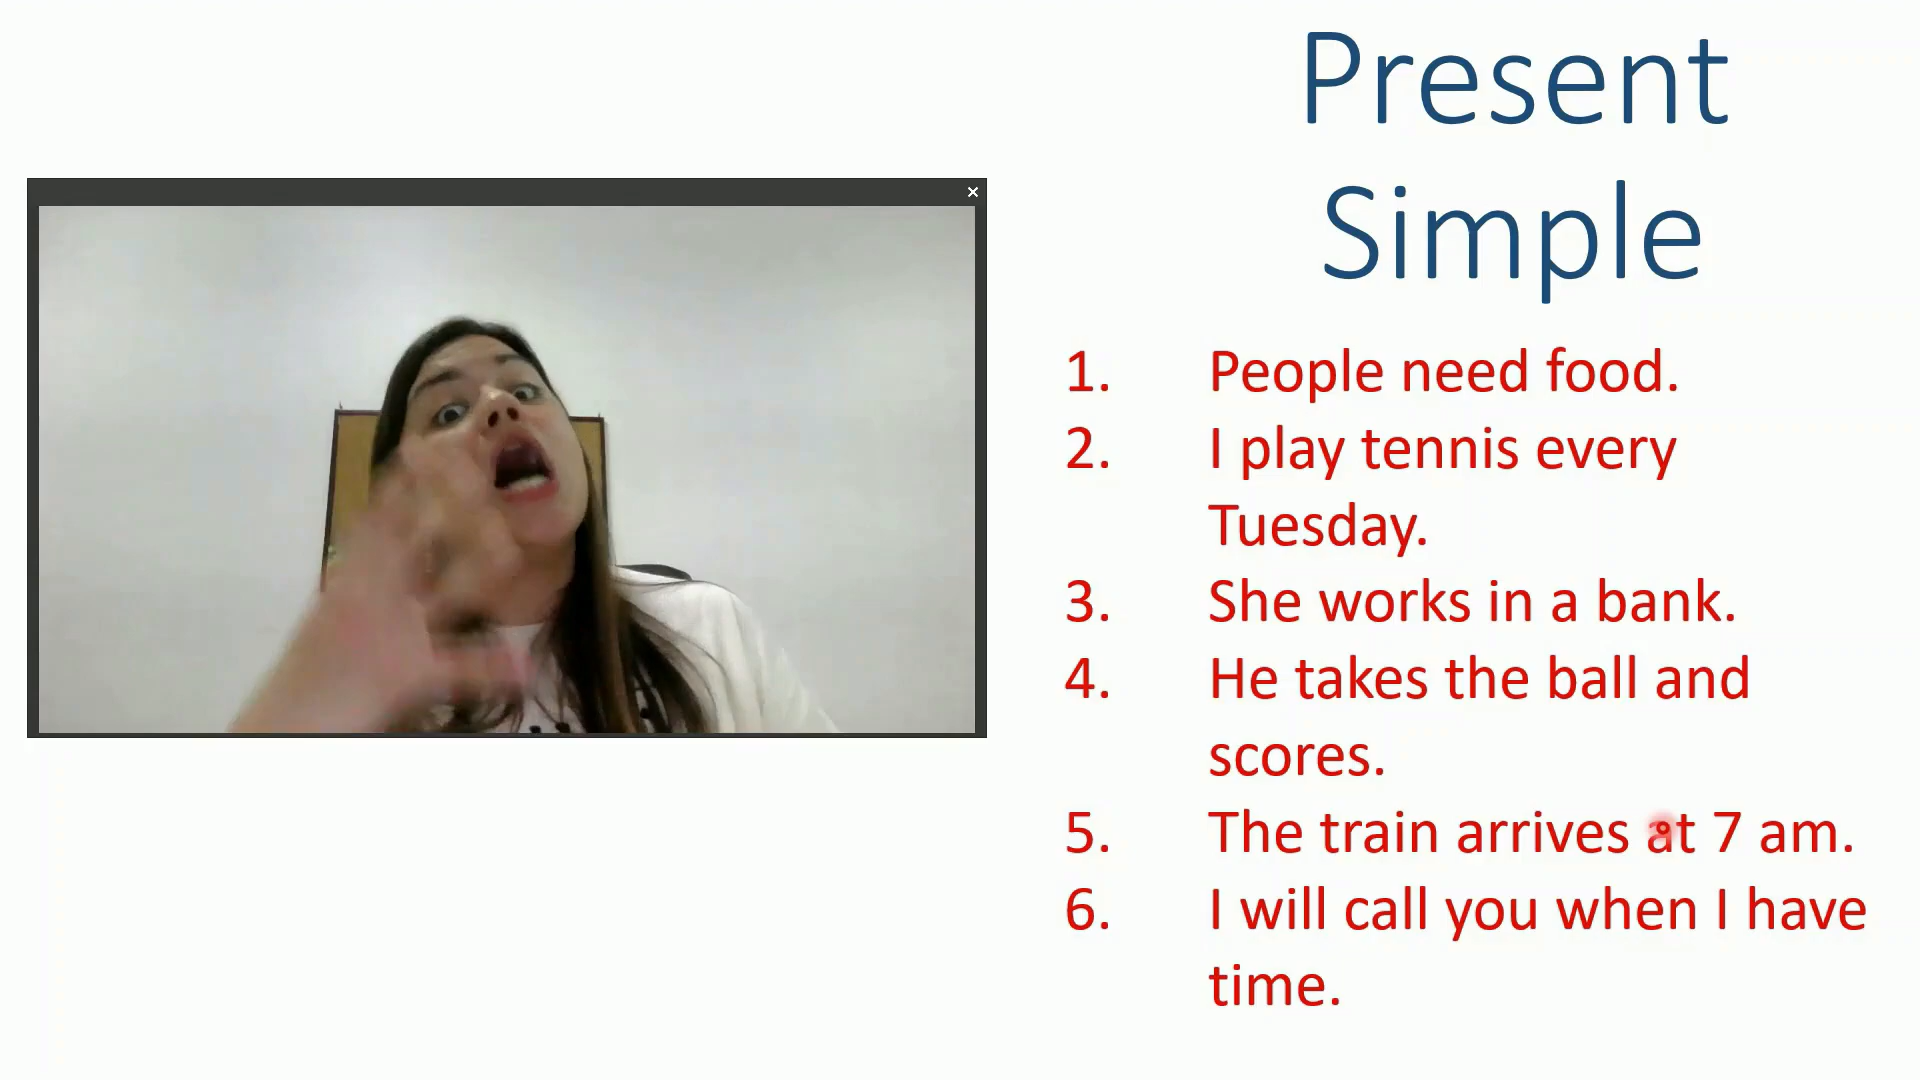 Present
Simple
1. People need food.
2. I play tennis every
Tuesday.
3. She works in a bank.
4. He takes the ball and
scores.
5. The train arrives at 7 am.
6. I will call you when I have
time.